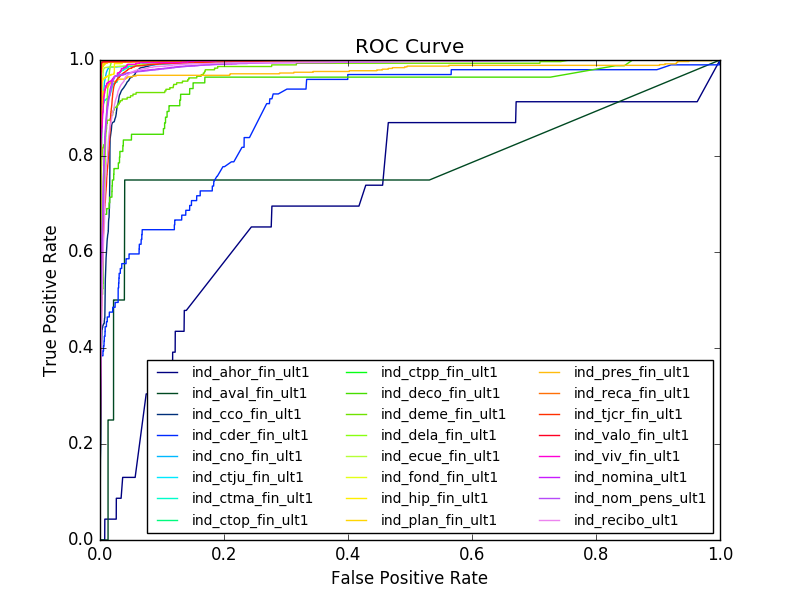 ROC Curve
1.0
0.8
0.6
0.4
0.2
0.0
True Positive Rate
ind_ahor_fin_ult1 ind_ctpp_fin_ult1 ind_pres_fin_ult1
ind_aval_fin_ult1 ind_deco_fin_ult1 ind_reca_fin_ult1
ind_cco_fin_ult1 ind_deme_fin_ult1 ind_tjcr_fin_ult1
ind_cder_fin_ult1 ind_dela_fin_ult1 ind_valo_fin_ult1
ind_cno_fin_ult1 ind_ecue_fin_ult1 ind_viv_fin_ult1
ind_ctju_fin_ult1 ind_fond_fin_ult1 ind_nomina_ult1
ind_ctma_fin_ult1 ind_hip_fin_ult1 ind_nom_pens_ult1
ind_ctop_fin_ult1 ind_plan_fin_ult1 ind_recibo_ult1
0.0 0.2 0.4 0.6 0.8 1.0
False Positive Rate